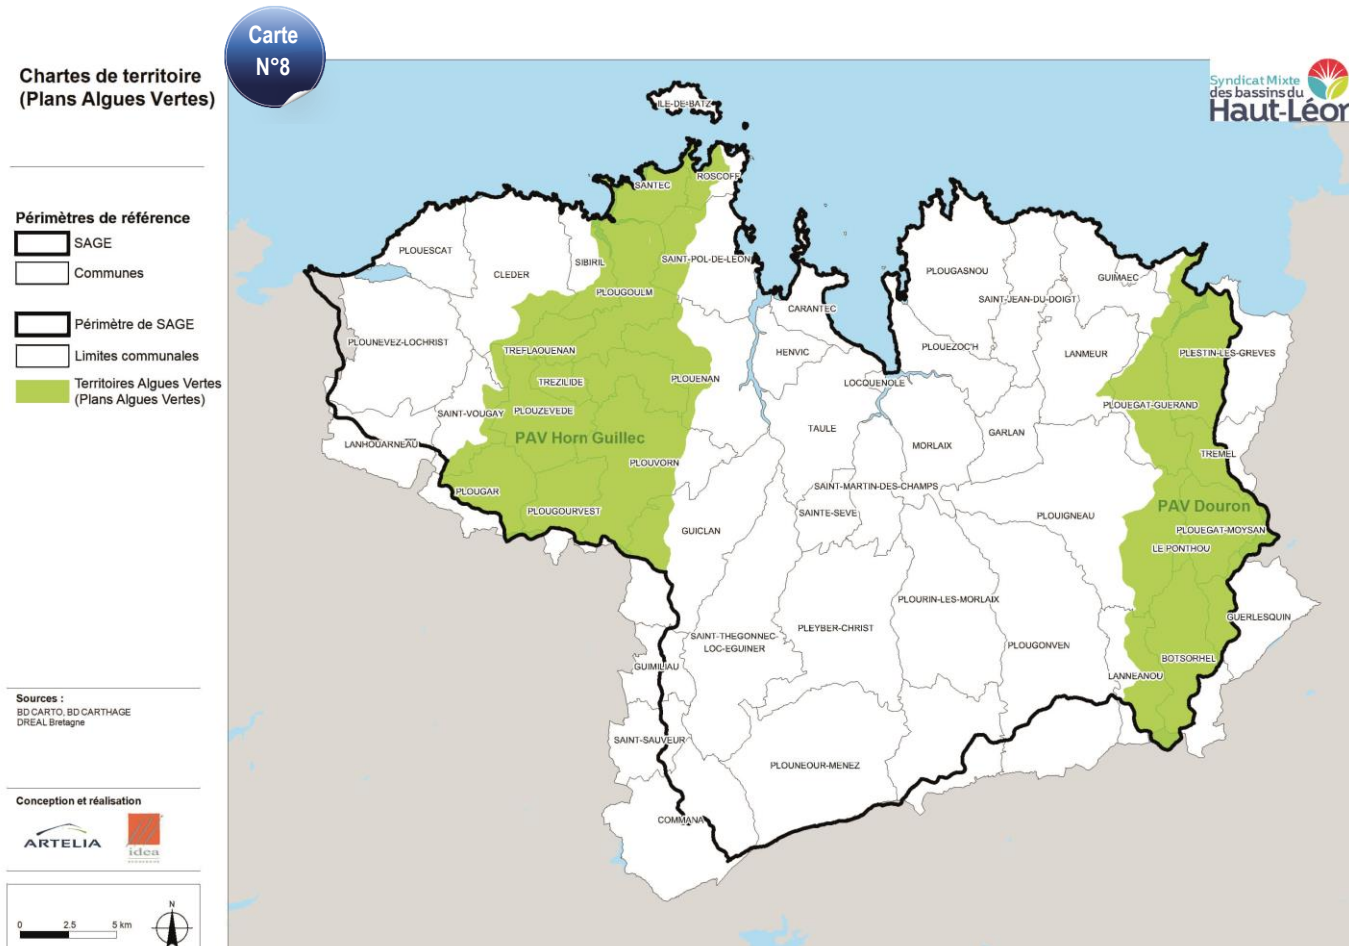 Carte
N°8
Chartes de territoire
(Plans Algues Vertes)
Syndicat Mixte
des bassins du
Haut-Léon
Périmètres de référence
SAGE
Communes
Périmètre de SAGE
Limites communales
Territoires Algues Vertes
(Plans Algues Vertes)
Sources :
BD CARTO, BD CARTHAGE
DREAL Bretagne
Conception et réalisation
ARTELIA
idea
0 2.5 5 km
N
ILE-DE-BATZ
ROSCOFF
SANTEC
PLOUESCAT
CLEDER
SIBIRIL
SAINT-POL-DE-LEON
PLOUGOULM
PLOUGASNOU
GUIMAEC
SAINT-JEAN-DU-DOIGT
CARANTEC
PLOUNEVEZ-LOCHRIST
TREFLAOUENAN
HENVIC
PLOUEZOC'H
LANMEUR
PLESTIN-LES-GREVES
TREZILIDE
PLOUENAN
LOCQUENOLE
SAINT-VOUGAY
PLOUZEVEDE
PLOUEGAT-GUERAND
LANHOUARNEAU
PAV Horn Guillec
TAULE
MORLAIX
GARLAN
TREMEL
PLOUVORN
PLOUGAR
SAINT-MARTIN-DES-CHAMPS
PLOUGOURVEST
SAINTE-SEVE
PLOUIGNEAU
PAV Douron
GUICLAN
PLOUEGAT-MOYSAN
LE PONTHOU
PLOURIN-LES-MORLAIX
GUERLESQUIN
SAINT-THEGONNEC-
LOC-EGUINER
PLEYBER-CHRIST
PLOUGONVEN
BOTSORHEL
GUIMILIAU
LANNEANOU
SAINT-SAUVEUR
PLOUNEOUR-MENEZ
COMMANA